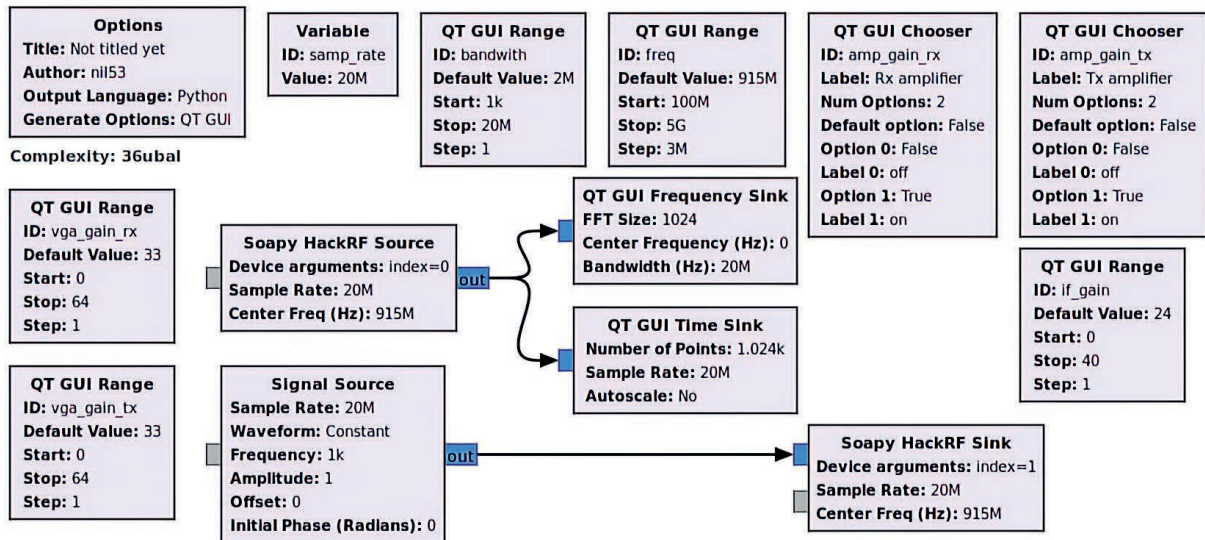 Options
Title: Not titled yet
Author: nil53
Output Language: Python
Generate Options: QT GUI
Variable
ID: samp_rate
Value: 20M
QT GUI Range
ID: bandwith
Default Value: 2M
Start: 1k
Stop: 20M
Step: 1
QT GUI Range
ID: freq
Default Value: 915M
Start: 100M
Stop: 5G
Step: 3M
QT GUI Chooser
ID: amp_gain_rx
Label: Rx amplifier
Num Options: 2
Default option: False
Option 0: False
Label 0: off
Option 1: True
Label 1: on
QT GUI Chooser
ID: amp_gain_tx
Label: Tx amplifier
Num Options: 2
Default option: False
Option 0: False
Label 0: off
Option 1: True
Label 1: on
Complexity: 36ubal
QT GUI Range
ID: vga_gain_rx
Default Value: 33
Start: 0
Stop: 64
Step: 1
Soapy HackRF Source
Device arguments: index=0
Sample Rate: 20M
Center Freq (Hz): 915M
out
QT GUI Frequency Sink
FFT Size: 1024
Center Frequency (Hz): 0
Bandwidth (Hz): 20M
QT GUI Time Sink
Number of Points: 1.024k
Sample Rate: 20M
Autoscale: No
QT GUI Range
ID: if_gain
Default Value: 24
Start: 0
Stop: 40
Step: 1
QT GUI Range
ID: vga_gain_tx
Default Value: 33
Start: 0
Stop: 64
Step: 1
Signal Source
Sample Rate: 20M
Waveform: Constant
Frequency: 1k
Amplitude: 1
Offset: 0
Initial Phase (Radians): 0
out
Soapy HackRF Sink
Device arguments: index=1
Sample Rate: 20M
Center Freq (Hz): 915M